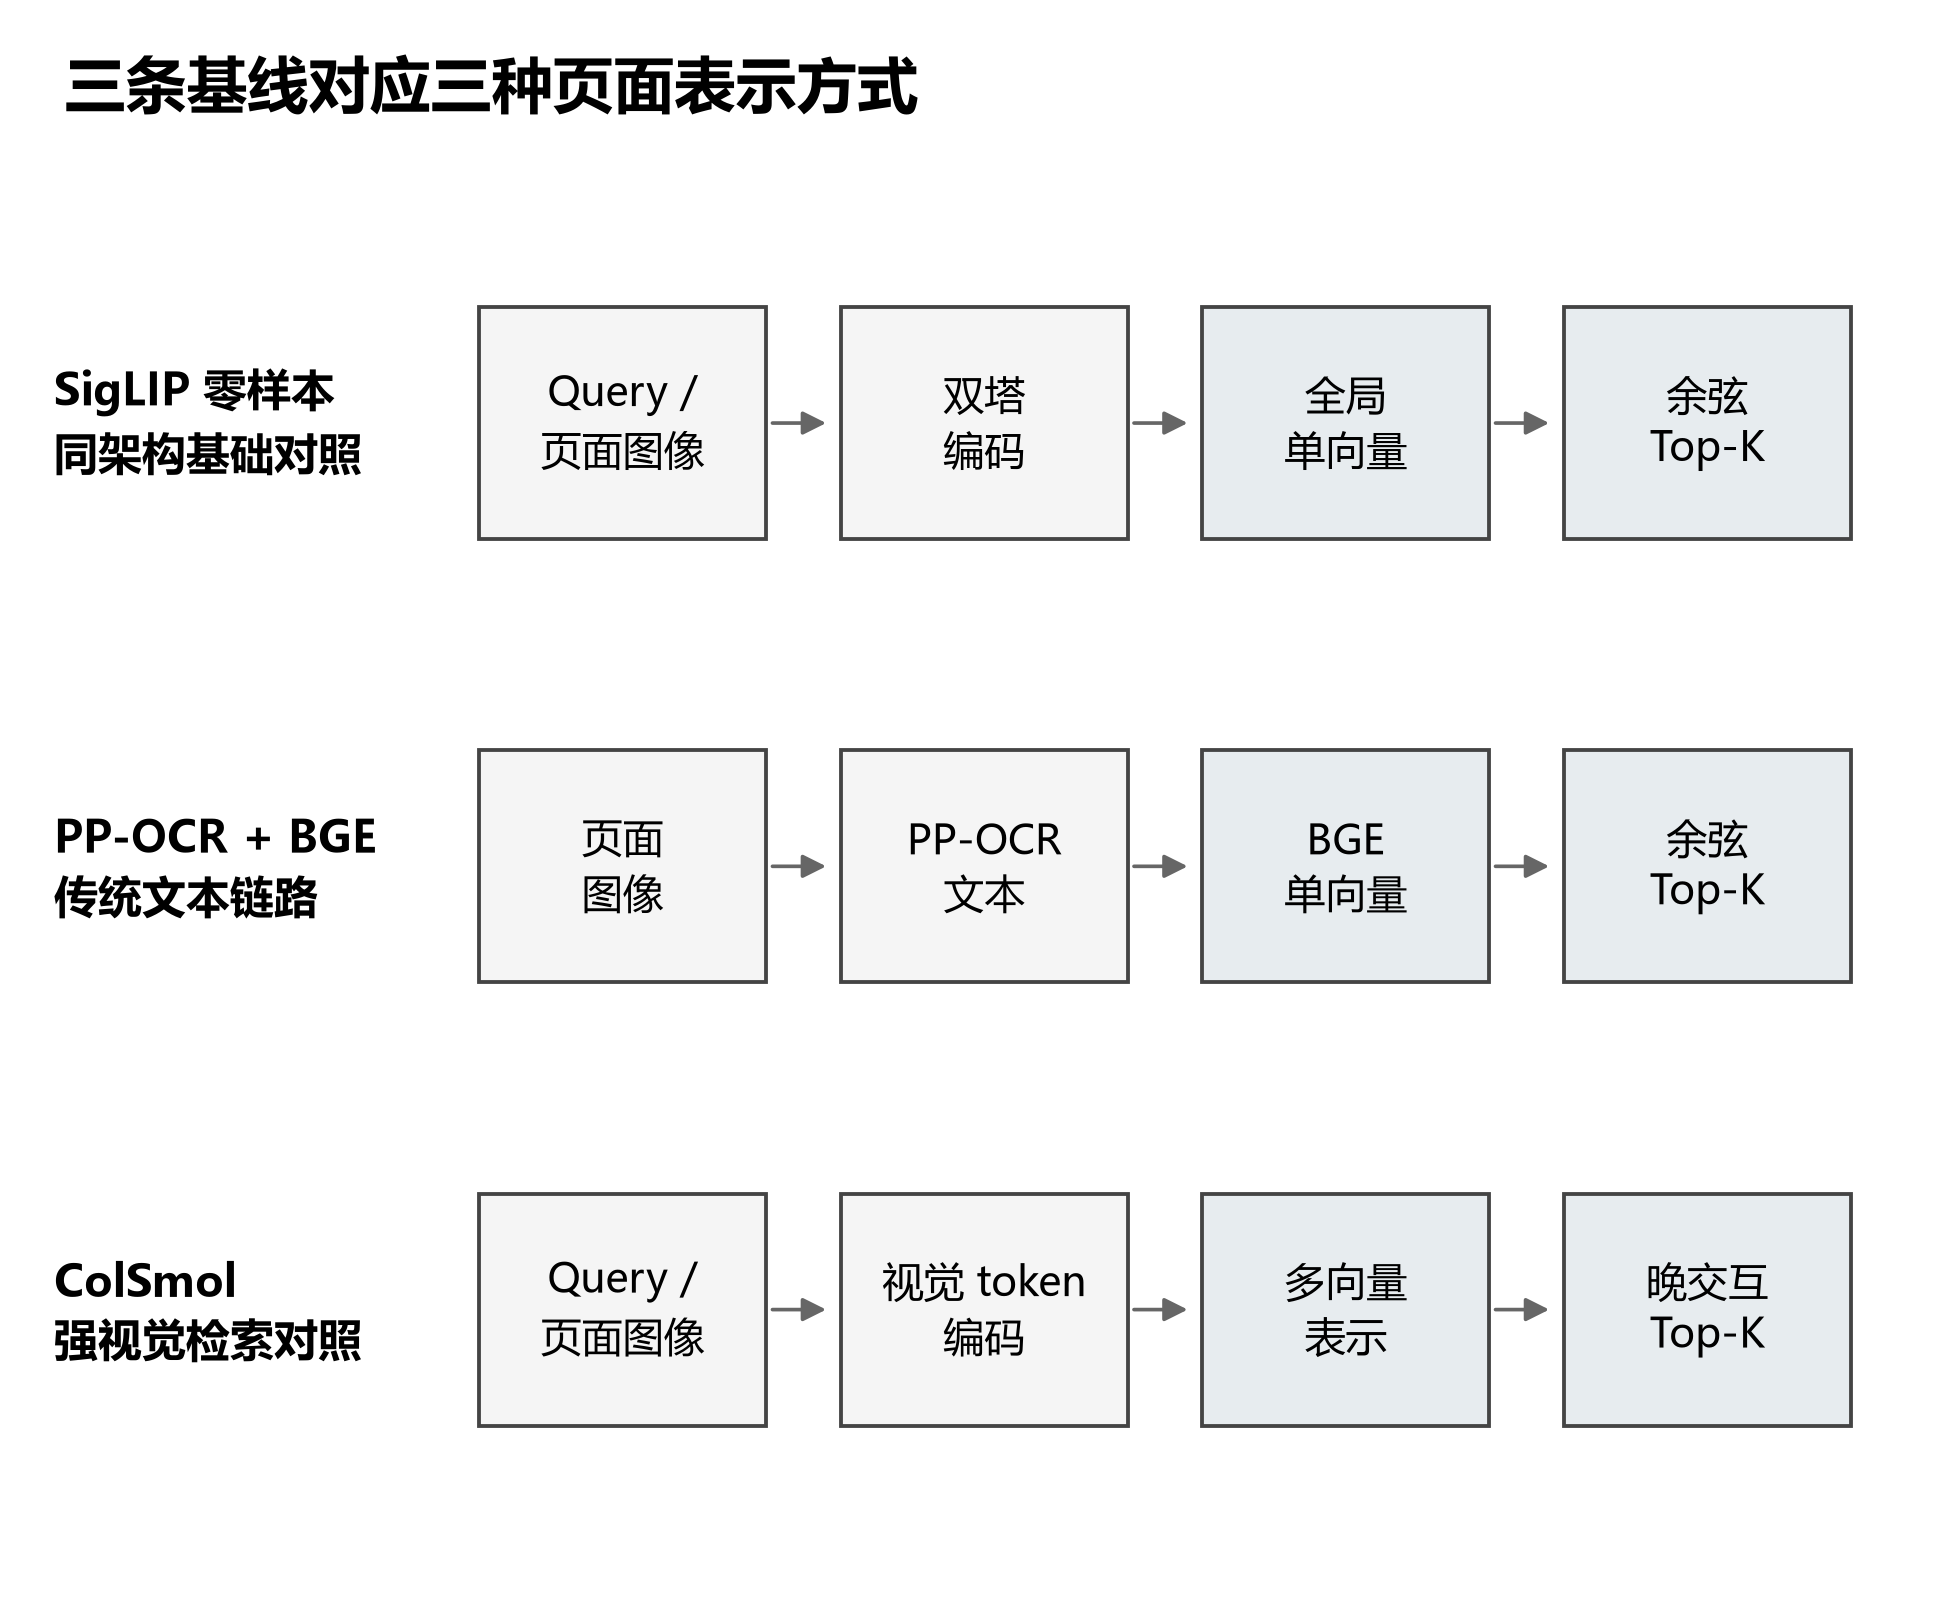 三条基线对应三种页面表示方式
SigLIP 零样本
同架构基础对照
Query /
页面图像
双塔
编码
全局
单向量
余弦
Top-K
PP-OCR + BGE
传统文本链路
页面
图像
PP-OCR
文本
BGE
单向量
余弦
Top-K
ColSmol
强视觉检索对照
Query /
页面图像
视觉 token
编码
多向量
表示
晚交互
Top-K